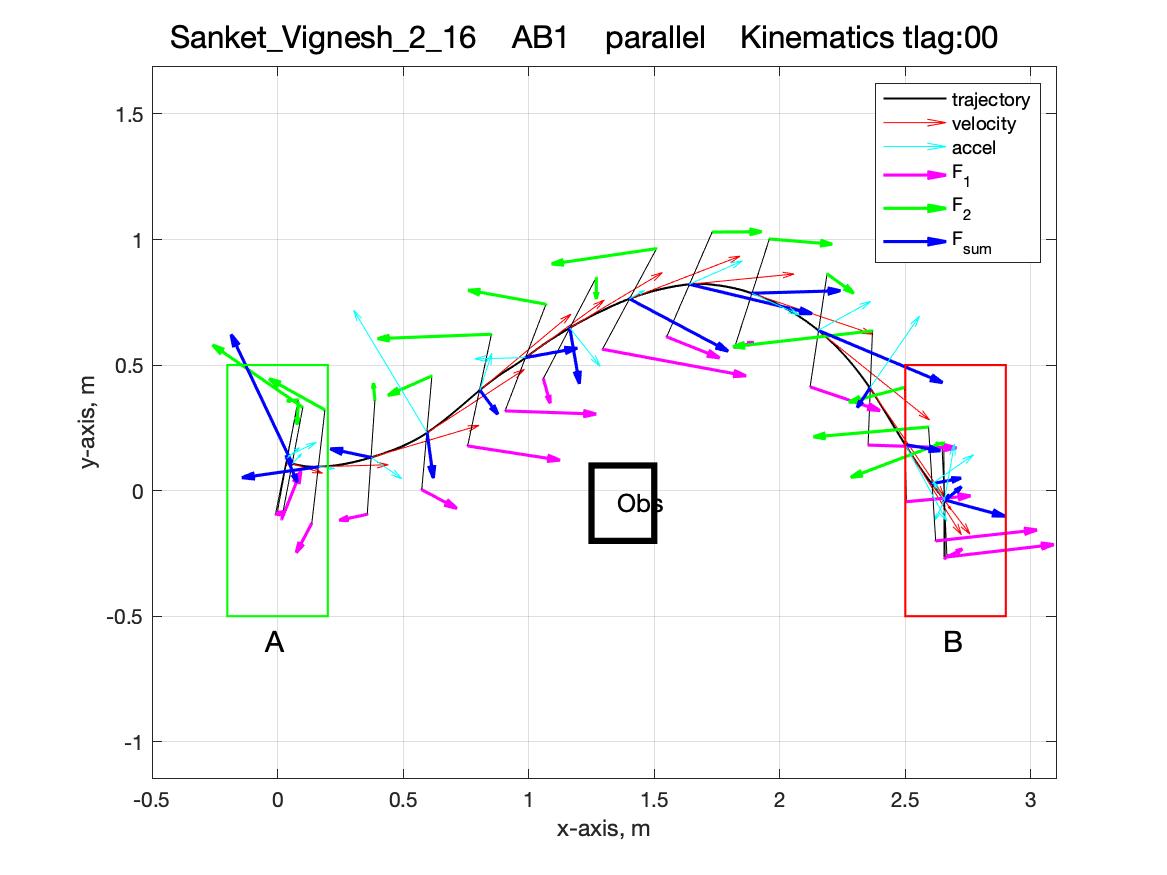 Sanket_Vignesh_2_16 AB1 parallel Kinematics tlag:00
trajectory
velocity
accel
F1
F2
Fsum
1.5
1
0.5
0
-0.5
-1
y-axis, m
Obs
A
B
-0.5 0 0.5 1 1.5 2 2.5 3
x-axis, m